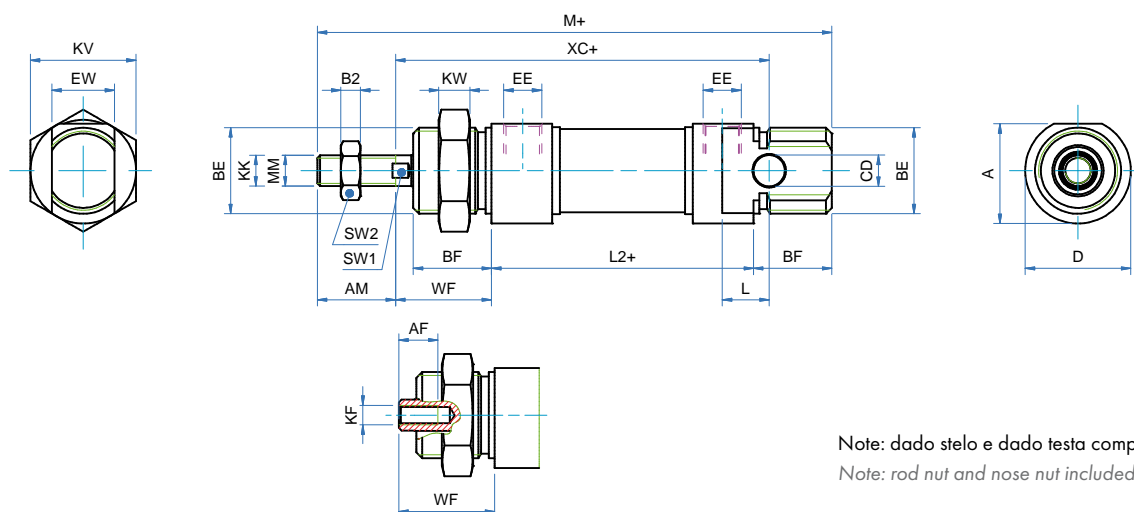 M+
KV
XC+
EW
B2
KW
EE
EE
BE
KK
MM
CD
BE
A
SW2
SW1
BF
L2+
BF
D
AM
WF
L
AF
KF
WF
Note: dado stelo e dado testa comp
Note: rod nut and nose nut included